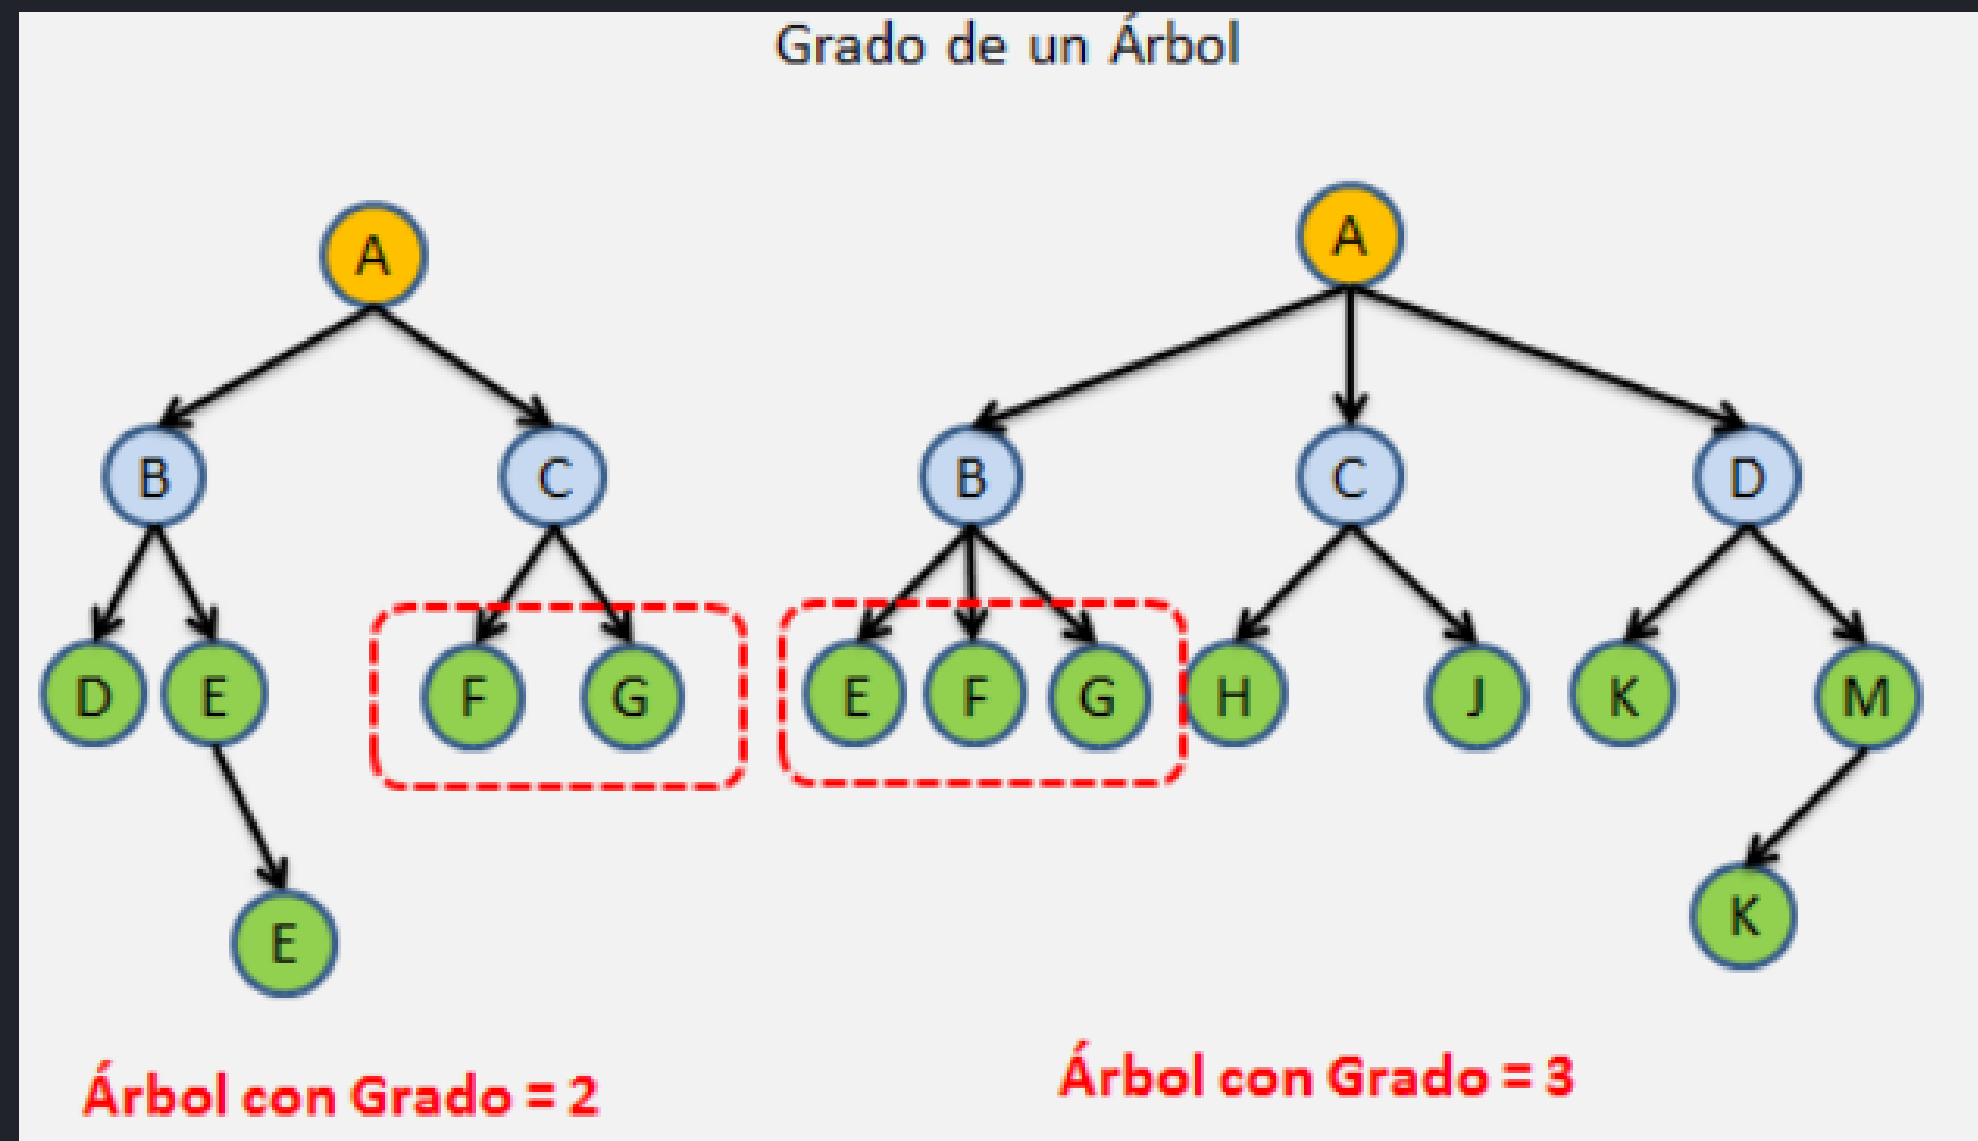 Grado de un Árbol
A
B
C
D
E
F
G
E
Árbol con Grado = 2
A
B
C
D
E
F
G
H
J
K
M
K
Árbol con Grado = 3